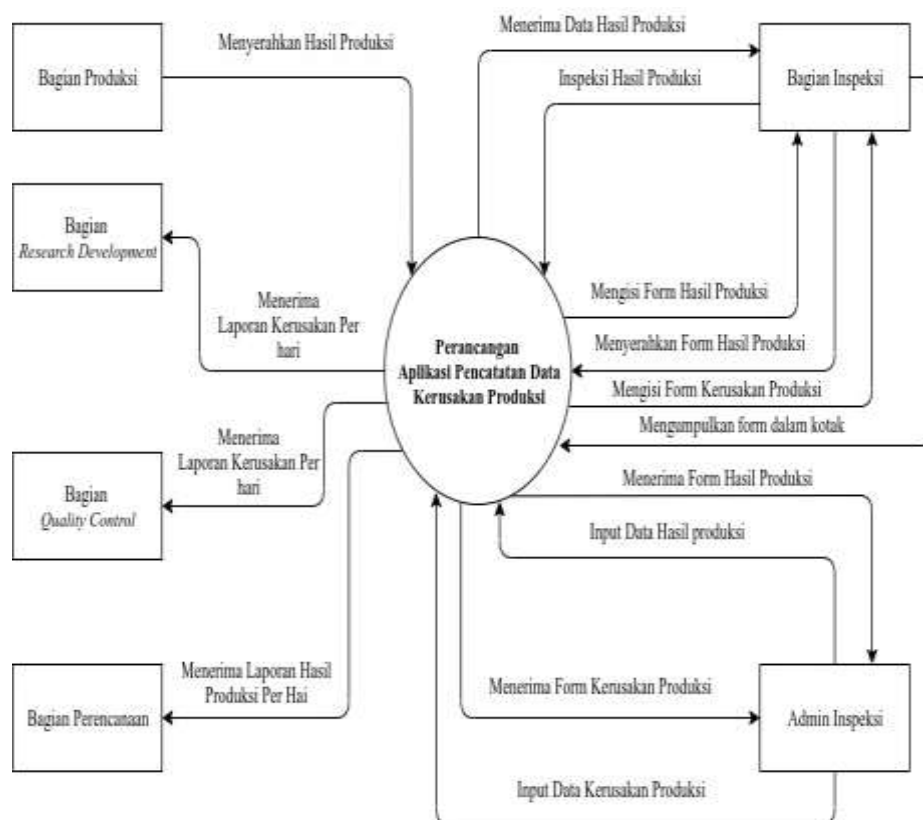 Menyerahkan Hasil Produksi
Menerima Data Hasil Produksi
Bagian Produksi
Inspeksi Hasil Produksi
Bagian Inspeksi
Bagian
Research Development
Menerima
Laporan Kerusakan Per
hari
Mengisi Form Hasil Produksi
Perancangan
Aplikasi Pencatatan Data
Kerusakan Produksi
Menyerahkan Form Hasil Produksi
Mengisi Form Kerusakan Produksi
Mengumpulkan form dalam kotak
Menerima
Laporan Kerusakan Per
hari
Bagian
Quality Control
Menerima Form Hasil Produksi
Input Data Hasil produksi
Menerima Laporan Hasil
Produksi Per Hai
Bagian Perencanaan
Menerima Form Kerusakan Produksi
Admin Inspeksi
Input Data Kerusakan Produksi